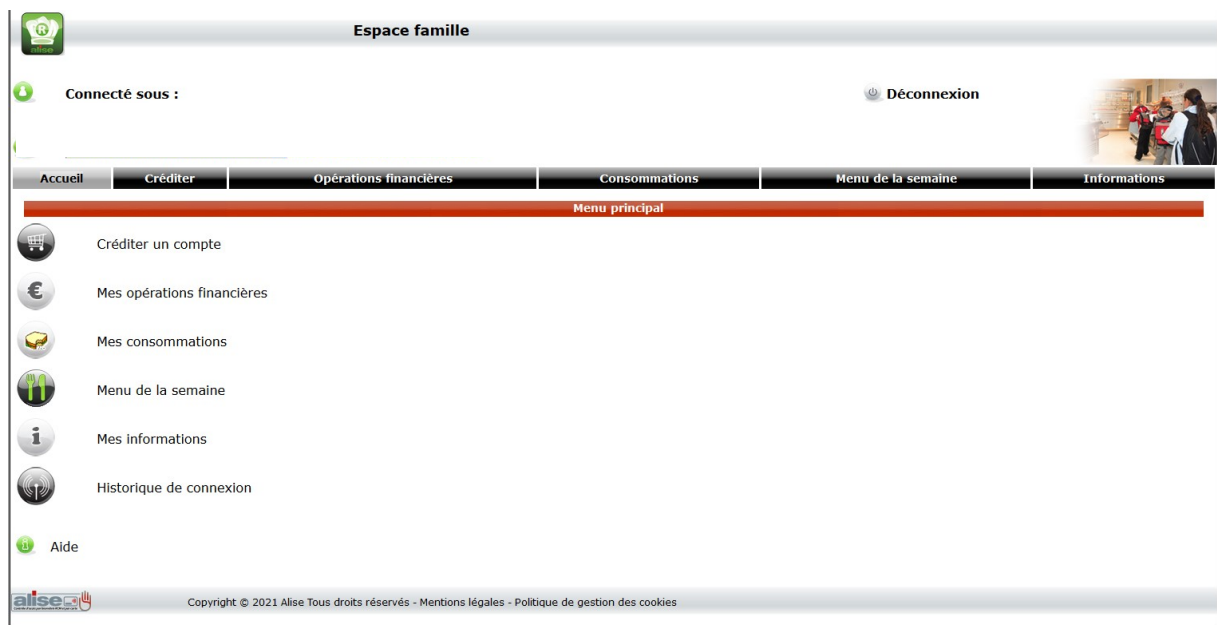 alise
Espace famille
Connecté sous :
Déconnexion
Accueil Créditer Opérations financières Consommations Menu de la semaine Informations
Menu principal
Créditer un compte
Mes opérations financières
Mes consommations
Menu de la semaine
Mes informations
Historique de connexion
Aide
alise
Copyright © 2021 Alise Tous droits réservés - Mentions légales - Politique de gestion des cookies